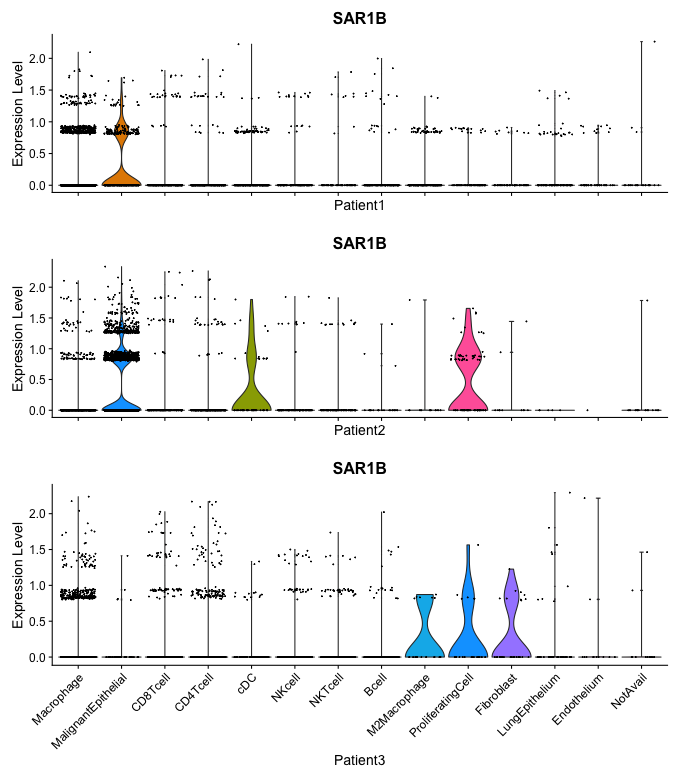 SAR1B
Expression Level
2.0
1.5
1.0
0.5
0.0
Patient1
SAR1B
Expression Level
2.0
1.5
1.0
0.5
0.0
Patient2
SAR1B
Expression Level
2.0
1.5
1.0
0.5
0.0
Macrophage
MalignantEpithelial
CD8Tcell
CD4Tcell
cDC
NKcell
NKTcell
Bcell
M2Macrophage
ProliferatingCell
Fibroblast
LungEpithelium
Endothelium
NotAvail
Patient3